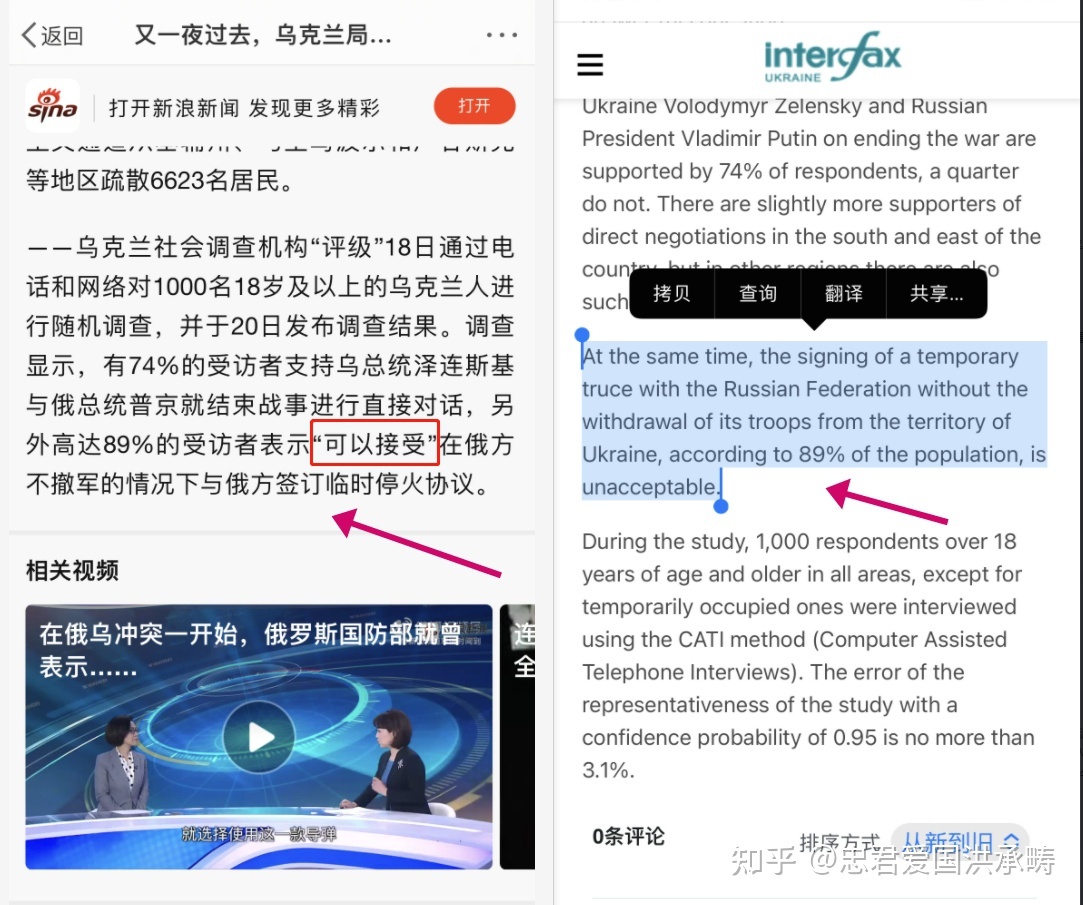 返回
又一夜过去，乌克兰局...
sina
打开新浪新闻 发现更多精彩
打开
等地区疏散6623名居民。
——乌克兰社会调查机构“评级”18日通过电
话和网络对1000名18岁及以上的乌克兰人进
行随机调查，并于20日发布调查结果。调查
显示，有74%的受访者支持乌总统泽连斯基
与俄总统普京就结束战事进行直接对话，另
外高达89%的受访者表示“可以接受”在俄方
不撤军的情况下与俄方签订临时停火协议。
相关视频
在俄乌冲突一开始，俄罗斯国防部就曾
表示……
就选择使用这一款导弹
连
全
interfax
UKRAINE
Ukraine Volodymyr Zelensky and Russian
President Vladimir Putin on ending the war are
supported by 74% of respondents, a quarter
do not. There are slightly more supporters of
direct negotiations in the south and east of the
country, but in other regions there are also
such
拷贝
查询
翻译
共享...
At the same time, the signing of a temporary
truce with the Russian Federation without the
withdrawal of its troops from the territory of
Ukraine, according to 89% of the population, is
unacceptable.
During the study, 1,000 respondents over 18
years of age and older in all areas, except for
temporarily occupied ones were interviewed
using the CATI method (Computer Assisted
Telephone Interviews). The error of the
representativeness of the study with a
confidence probability of 0.95 is no more than
3.1%.
0条评论
排序方式
从新到旧
知乎 @忠君爱国洪承畴